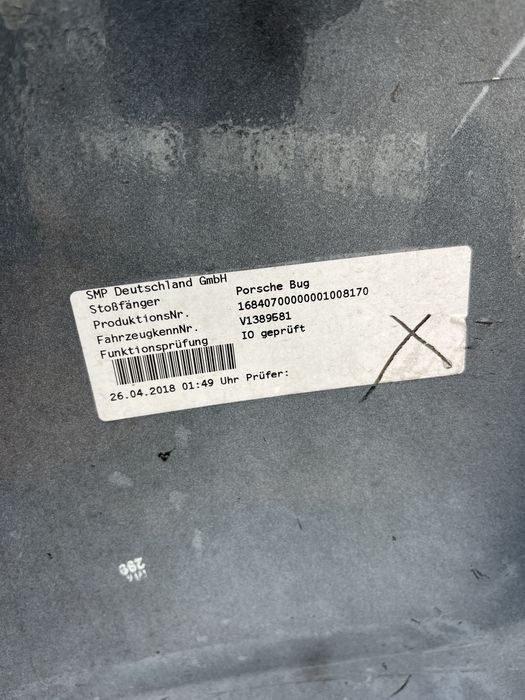 SMP Deutschland GmbH
Stoßfänger Porsche Bug
ProduktionsNr. 16840700000001008170
FahrzeugkennNr. V1389581
Funktionsprüfung IO geprüft
26.04.2018 01:49 Uhr Prüfer: